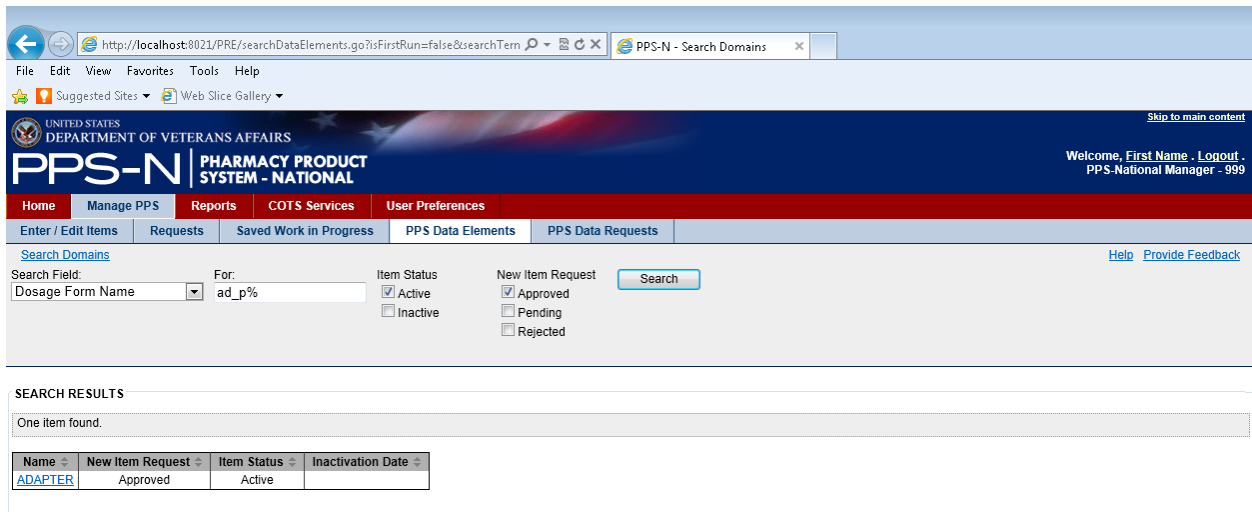 http://localhost:8021/PRE/searchDataElements.go?isFirstRun=false&searchTern
PPS-N - Search Domains
File Edit View Favorites Tools Help
Suggested Sites Web Slice Gallery
Skip to main content
UNITED STATES
DEPARTMENT OF VETERANS AFFAIRS
PPS-N PHARMACY PRODUCT
SYSTEM - NATIONAL
Welcome, First Name . Logout .
PPS-National Manager - 999
Home Manage PPS Reports COTS Services User Preferences
Enter / Edit Items Requests Saved Work in Progress PPS Data Elements PPS Data Requests
Search Domains Help Provide Feedback
Search Field: For: Item Status New Item Request Search
Dosage Form Name ad_p% Active Approved
Inactive Pending
Rejected
SEARCH RESULTS
One item found.
Name New Item Request Item Status Inactivation Date
ADAPTER Approved Active